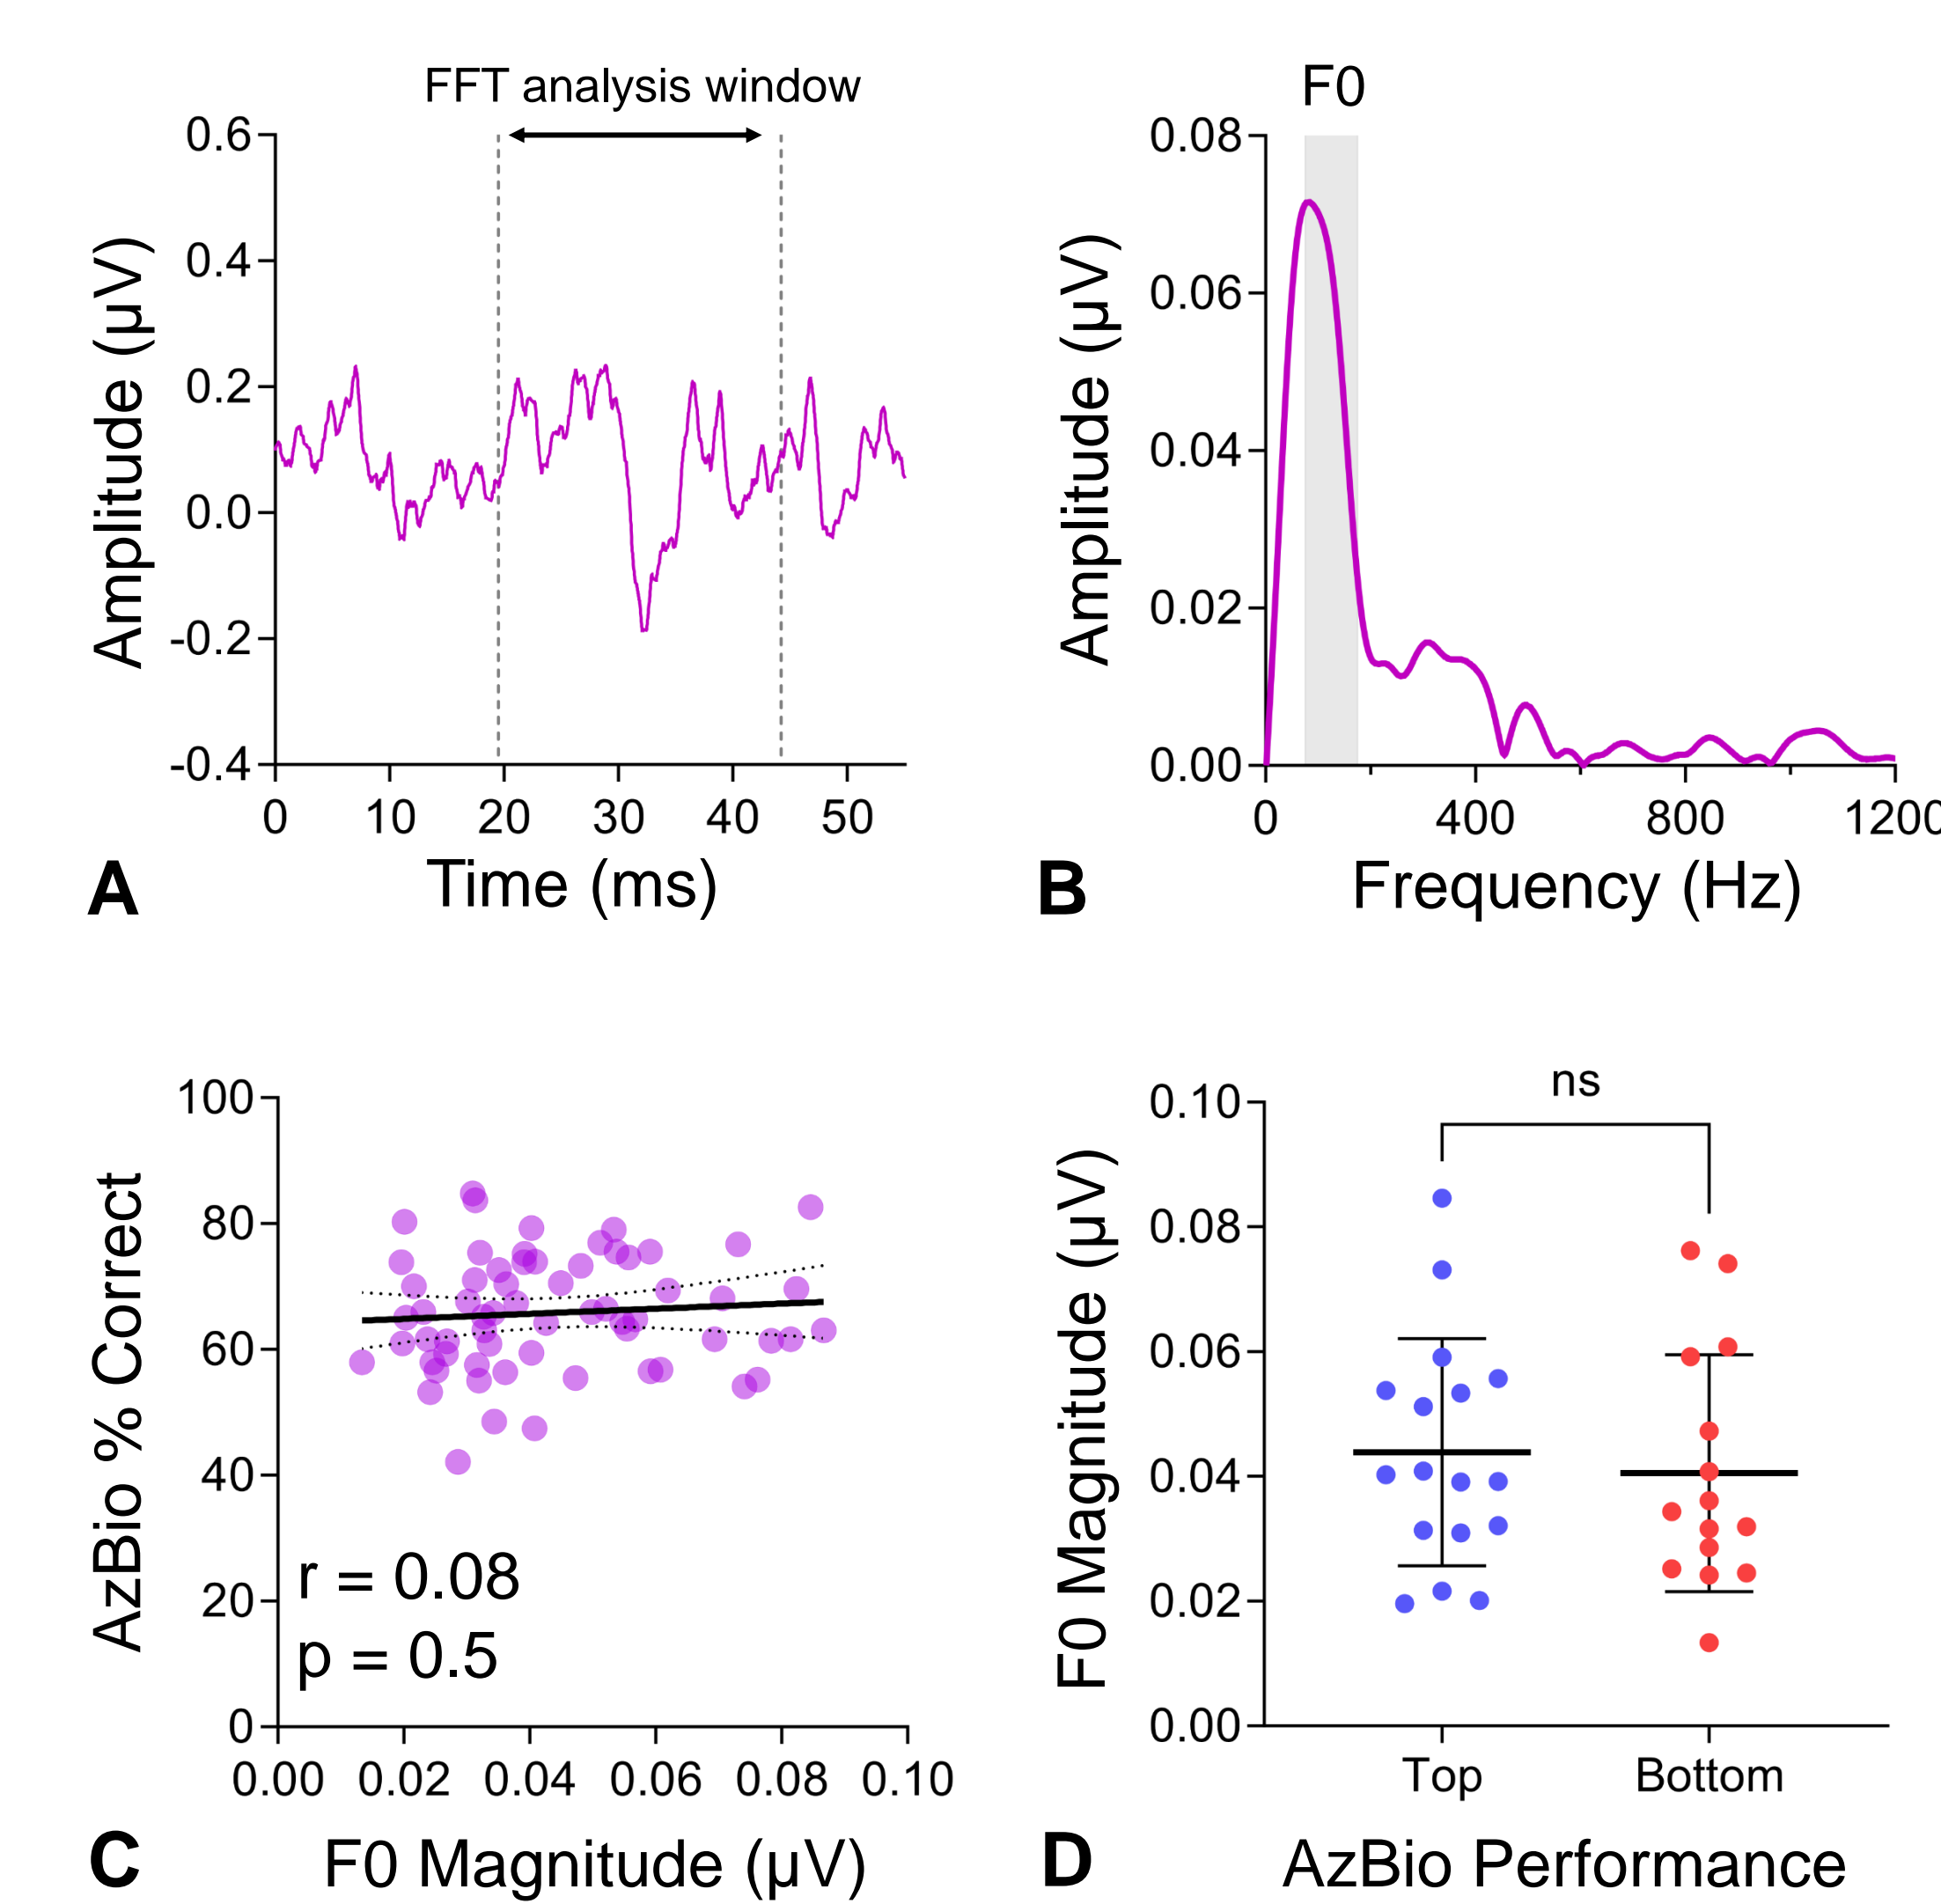 FFT analysis window
0.6
0.4
0.2
0.0
-0.2
-0.4
Amplitude (µV)
0 10 20 30 40 50
Time (ms)
A
F0
0.08
0.06
0.04
0.02
0.00
Amplitude (µV)
0 400 800 1200
Frequency (Hz)
B
100
80
60
40
20
0
AzBio % Correct
r = 0.08
p = 0.5
0.00 0.02 0.04 0.06 0.08 0.10
F0 Magnitude (µV)
C
ns
0.10
0.08
0.06
0.04
0.02
0.00
F0 Magnitude (µV)
Top Bottom
AzBio Performance
D